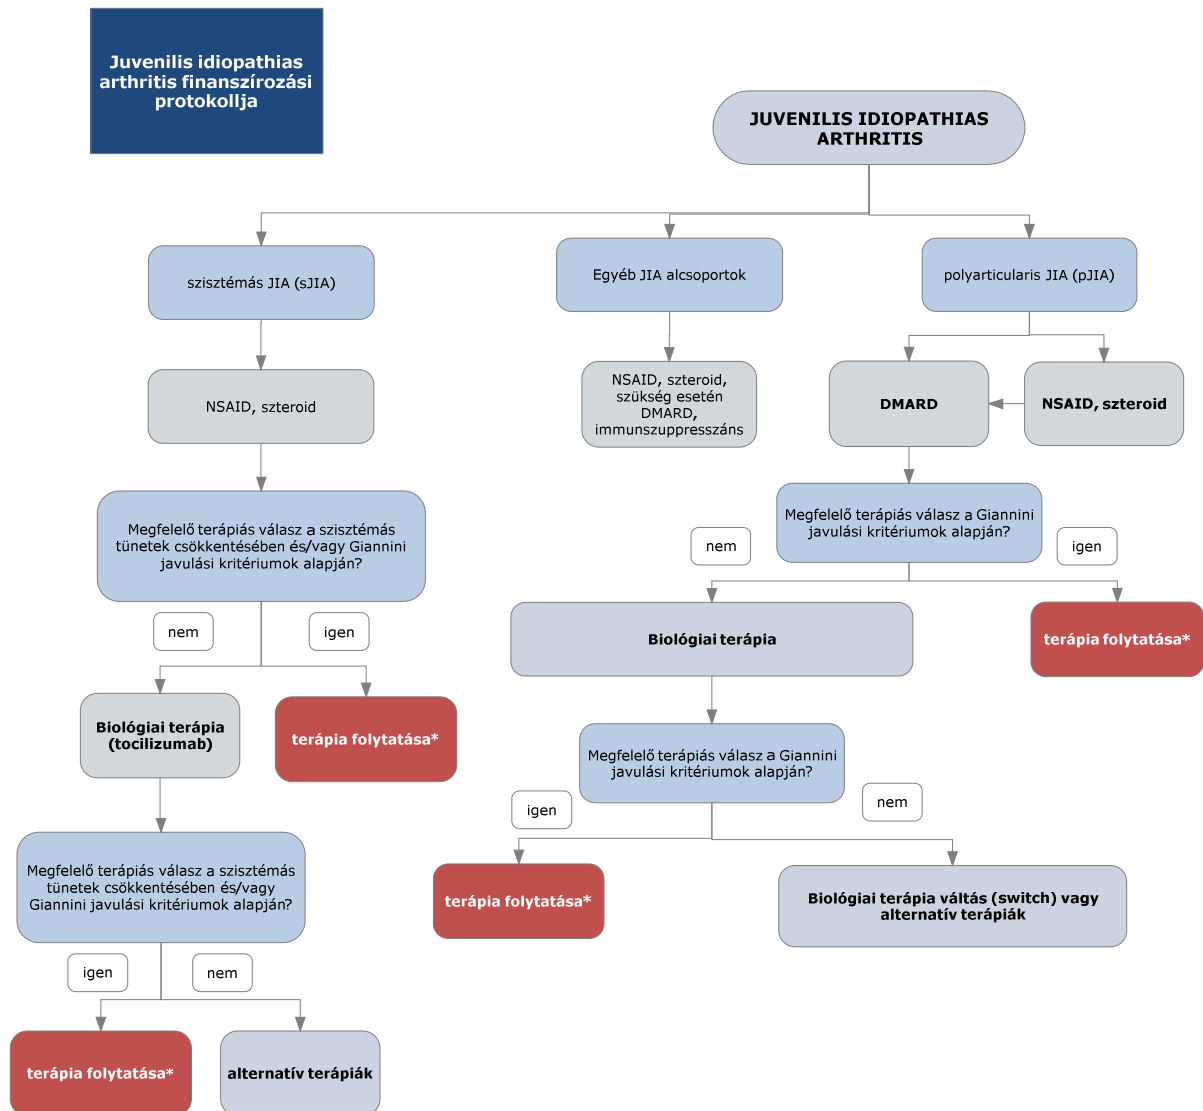 Juvenilis idiopathias
arthritis finanszírozási
protokollja
JUVENILIS IDIOPATHIAS
ARTHRITIS
szisztémás JIA (sJIA)
Egyéb JIA alcsoportok
polyarticularis JIA (pJIA)
NSAID, szteroid
NSAID, szteroid,
szükség esetén
DMARD,
immunszuppresszáns
DMARD
NSAID, szteroid
Megfelelő terápiás válasz a szisztémás
tünetek csökkentésében és/vagy Giannini
javulási kritériumok alapján?
Megfelelő terápiás válasz a Giannini
javulási kritériumok alapján?
nem
igen
nem
igen
Biológiai terápia
terápia folytatása*
Biológiai terápia
(tocilizumab)
terápia folytatása*
Megfelelő terápiás válasz a Giannini
javulási kritériumok alapján?
igen
nem
Megfelelő terápiás válasz a szisztémás
tünetek csökkentésében és/vagy
Giannini javulási kritériumok alapján?
terápia folytatása*
Biológiai terápia váltás (switch) vagy
alternatív terápiák
igen
nem
terápia folytatása*
alternatív terápiák